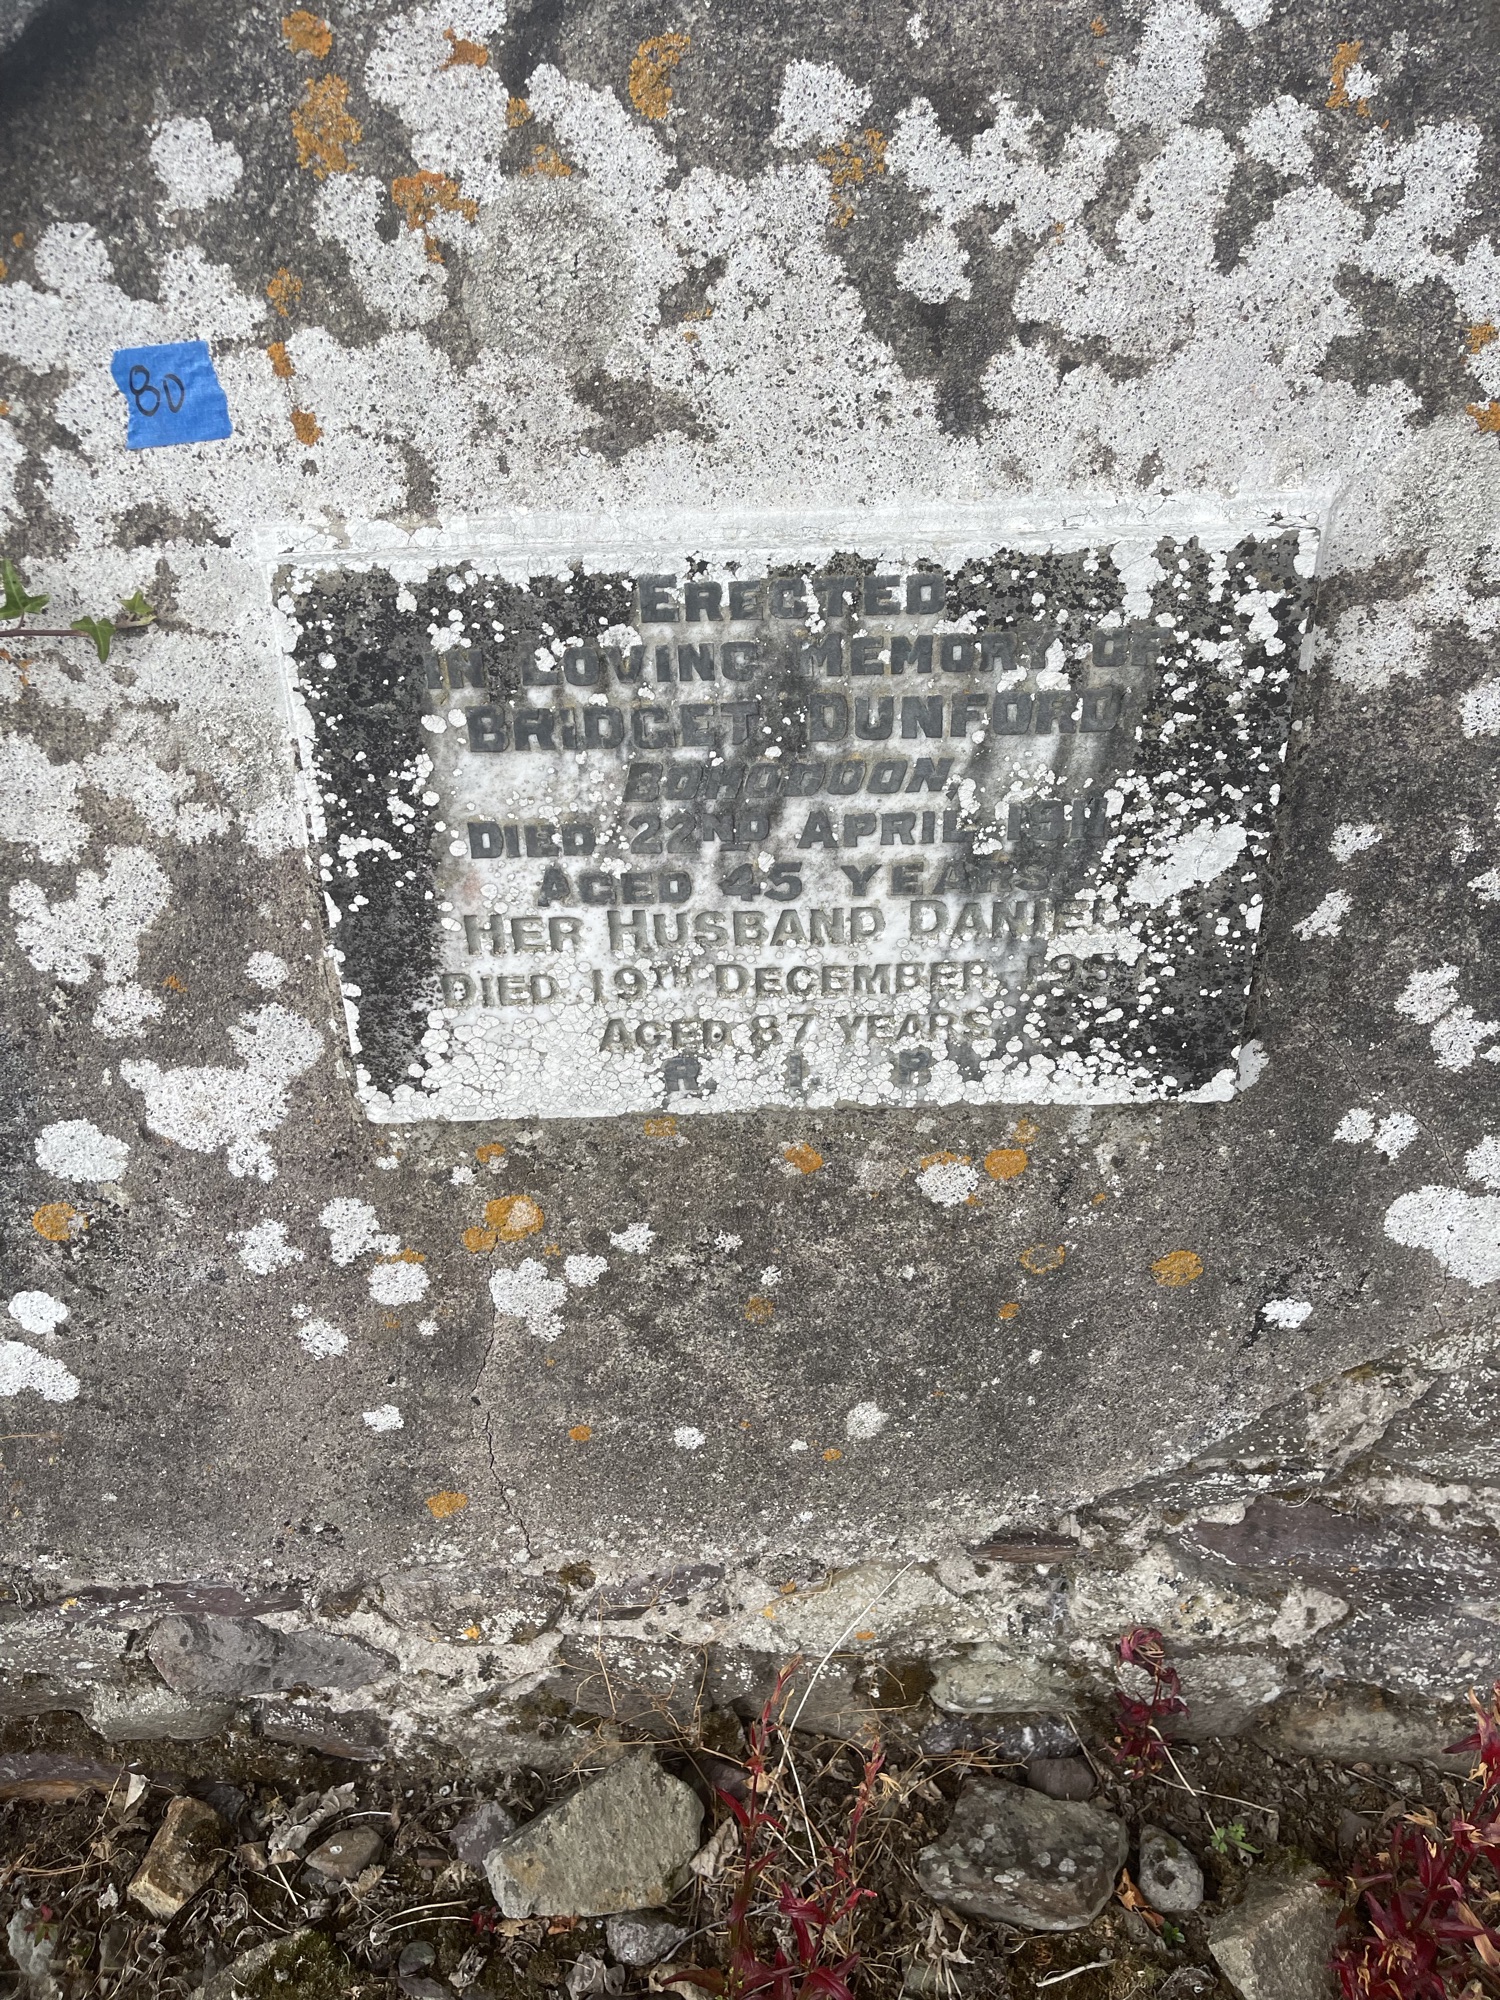 80
ERECTED
IN LOVING MEMORY OF
BRIDGET DUNFORD
BOHODOON,
DIED 22ND APRIL 1911
AGED 45 YEARS
HER HUSBAND DANIEL
DIED 19TH DECEMBER
AGED 87 YEARS
R. I. P